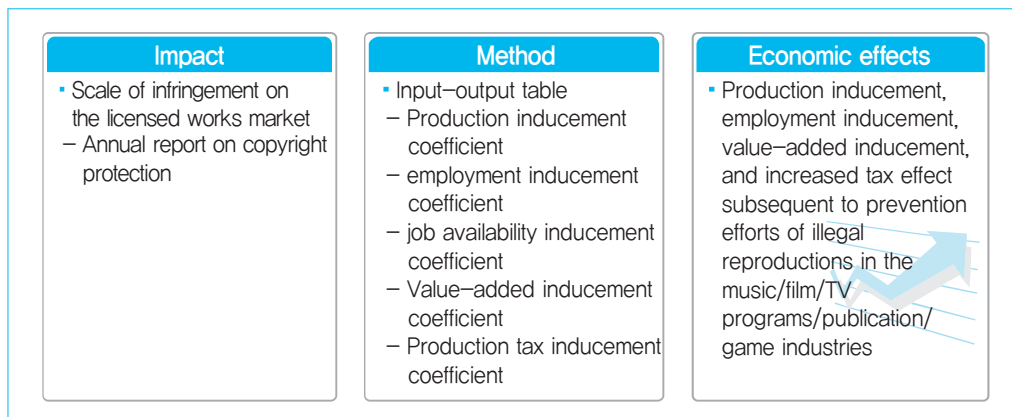 Impact
▪ Scale of infringement on
the licensed works market
– Annual report on copyright
protection
Method
▪ Input–output table
– Production inducement
coefficient
– employment inducement
coefficient
– job availability inducement
coefficient
– Value–added inducement
coefficient
– Production tax inducement
coefficient
Economic effects
▪ Production inducement,
employment inducement,
value–added inducement,
and increased tax effect
subsequent to prevention
efforts of illegal
reproductions in the
music/film/TV
programs/publication/
game industries